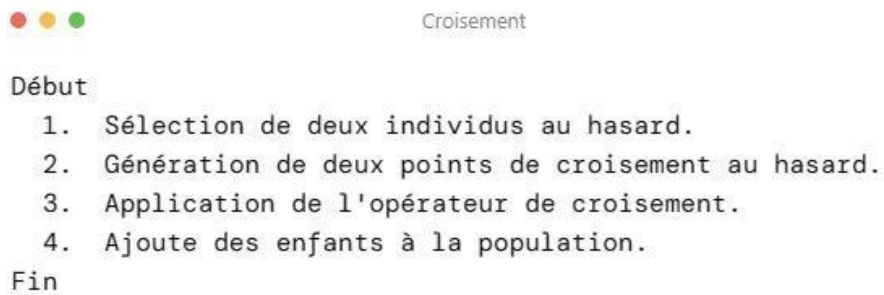 Croisement
Début
1. Sélection de deux individus au hasard.
2. Génération de deux points de croisement au hasard.
3. Application de l'opérateur de croisement.
4. Ajoute des enfants à la population.
Fin